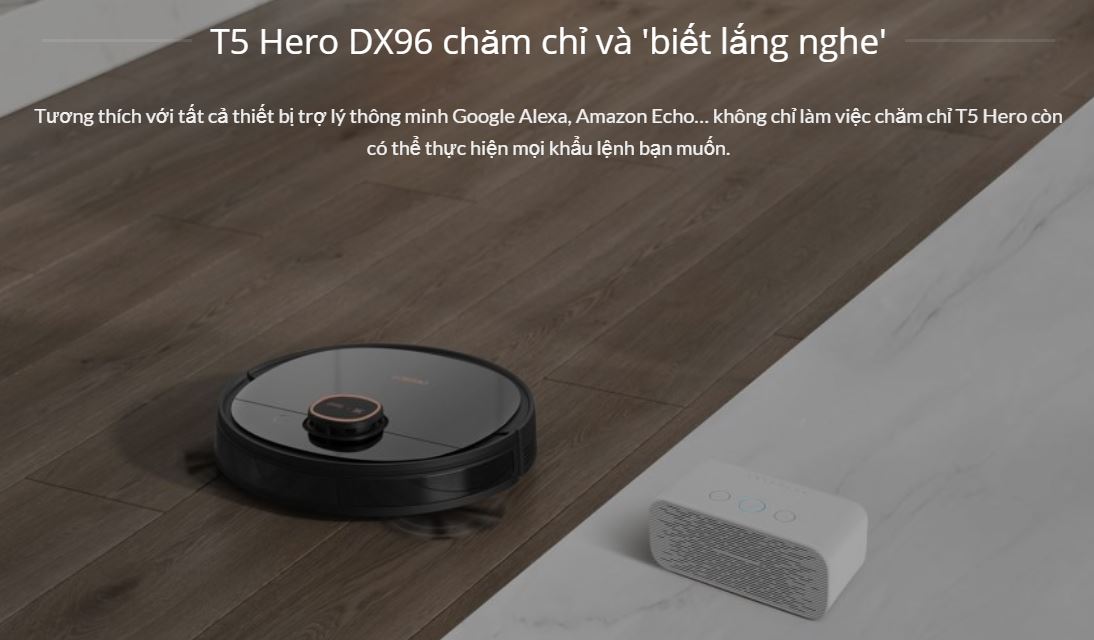 T5 Hero DX96 chăm chỉ và 'biết lắng nghe'
Tương thích với tất cả thiết bị trợ lý thông minh Google Alexa, Amazon Echo... không chỉ làm việc chăm chỉ T5 Hero còn
có thể thực hiện mọi khẩu lệnh bạn muốn.